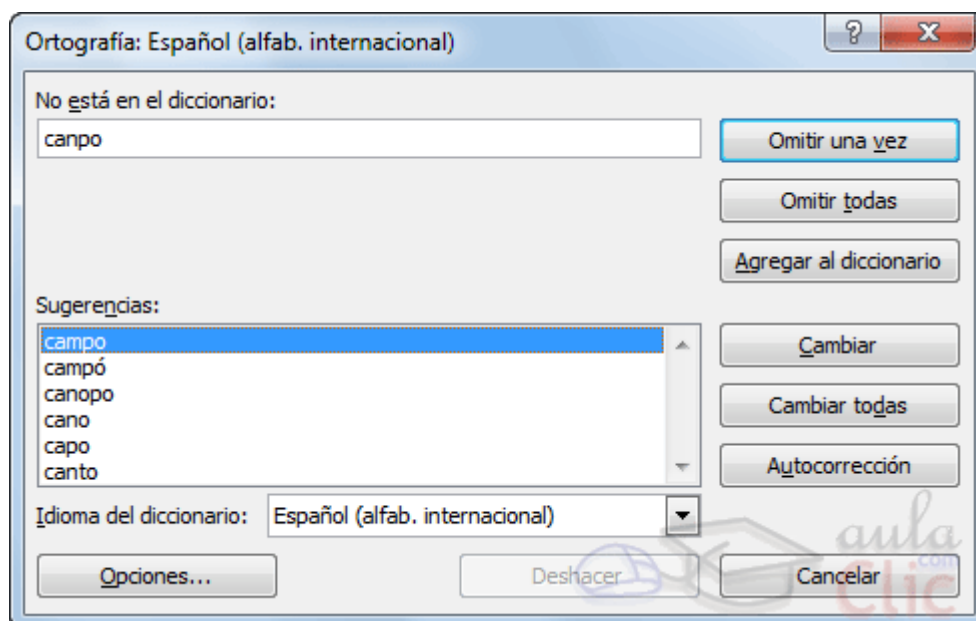 Ortografía: Español (alfab. internacional)
No está en el diccionario:
canpo
Omitir una vez
Omitir todas
Agregar al diccionario
Sugerencias:
campo
campó
canopo
cano
capo
canto
Cambiar
Cambiar todas
Autocorrección
Idioma del diccionario:
Español (alfab. internacional)
Opciones...
Deshacer
Cancelar
aula
.com
Clic